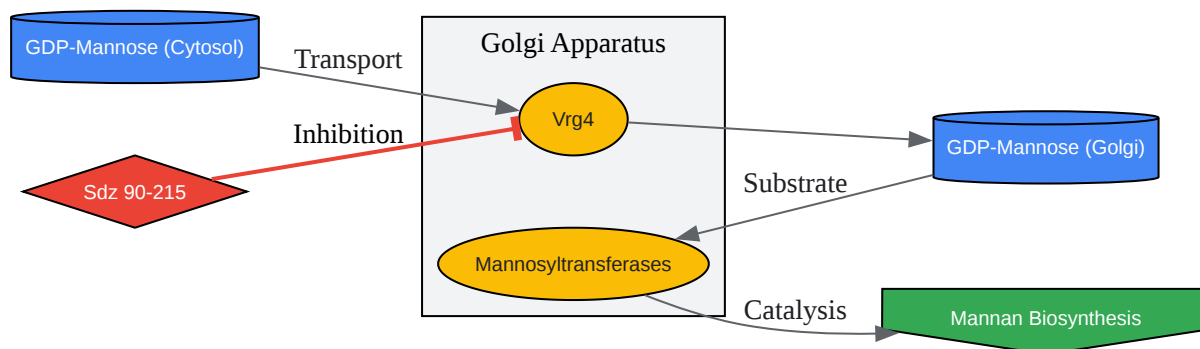 GDP-Mannose (Cytosol)
Golgi Apparatus
Transport
Vrg4
Inhibition
GDP-Mannose (Golgi)
Sdz 90-215
Substrate
Mannosyltransferases
Catalysis
Mannan Biosynthesis